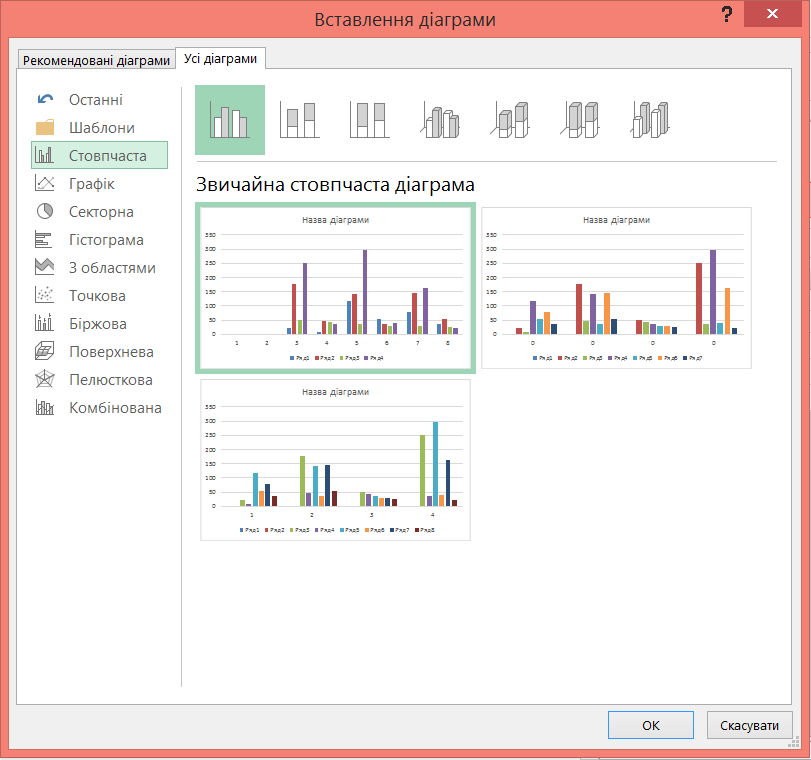 Вставлення діаграми
?
Рекомендовані діаграми
Усі діаграми
Останні
Шаблони
Стовпчаста
Графік
Секторна
Гістограма
З областями
Точкова
Біржова
Поверхнева
Пелюсткова
Комбінована
Звичайна стовпчаста діаграма
Назва діаграми
350
300
250
200
150
100
50
0
1 2 3 4 5 6 7 8
Ряд1 Ряд2 Ряд3 Ряд4
Назва діаграми
350
300
250
200
150
100
50
0
0 0 0 0
Ряд1 Ряд2 Ряд3 Ряд4 Ряд5 Ряд6 Ряд7
Назва діаграми
350
300
250
200
150
100
50
0
1 2 3 4
Ряд1 Ряд2 Ряд3 Ряд4 Ряд5 Ряд6 Ряд7 Ряд8
ОК
Скасувати